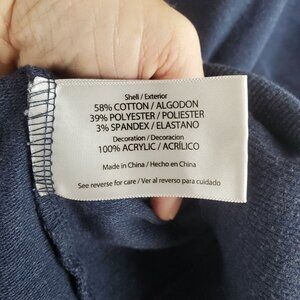 Shell / Exterior
58% COTTON / ALGODON
39% POLYESTER / POLIESTER
3% SPANDEX / ELASTANO
Decoration / Decoracion
100% ACRYLIC / ACRÍLICO
Made in China / Hecho en China
See reverse for care / Ver al reverso para cuidado